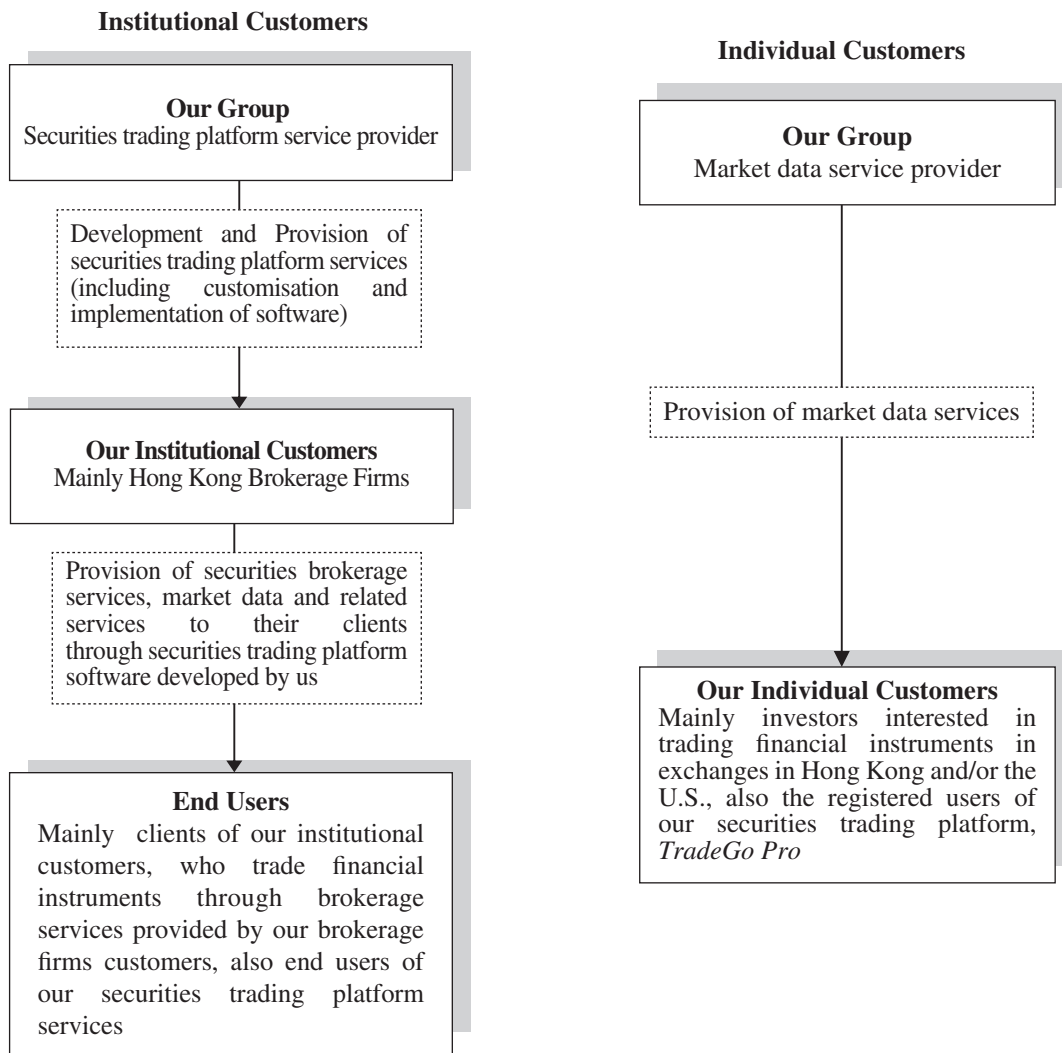 Institutional Customers
Our Group
Securities trading platform service provider
Development and Provision of
securities trading platform services
(including customisation and
implementation of software)
Our Institutional Customers
Mainly Hong Kong Brokerage Firms
Provision of securities brokerage
services, market data and related
services to their clients
through securities trading platform
software developed by us
End Users
Mainly clients of our institutional
customers, who trade financial
instruments through brokerage
services provided by our brokerage
firms customers, also end users of
our securities trading platform
services
Individual Customers
Our Group
Market data service provider
Provision of market data services
Our Individual Customers
Mainly investors interested in
trading financial instruments in
exchanges in Hong Kong and/or the
U.S., also the registered users of
our securities trading platform,
TradeGo Pro